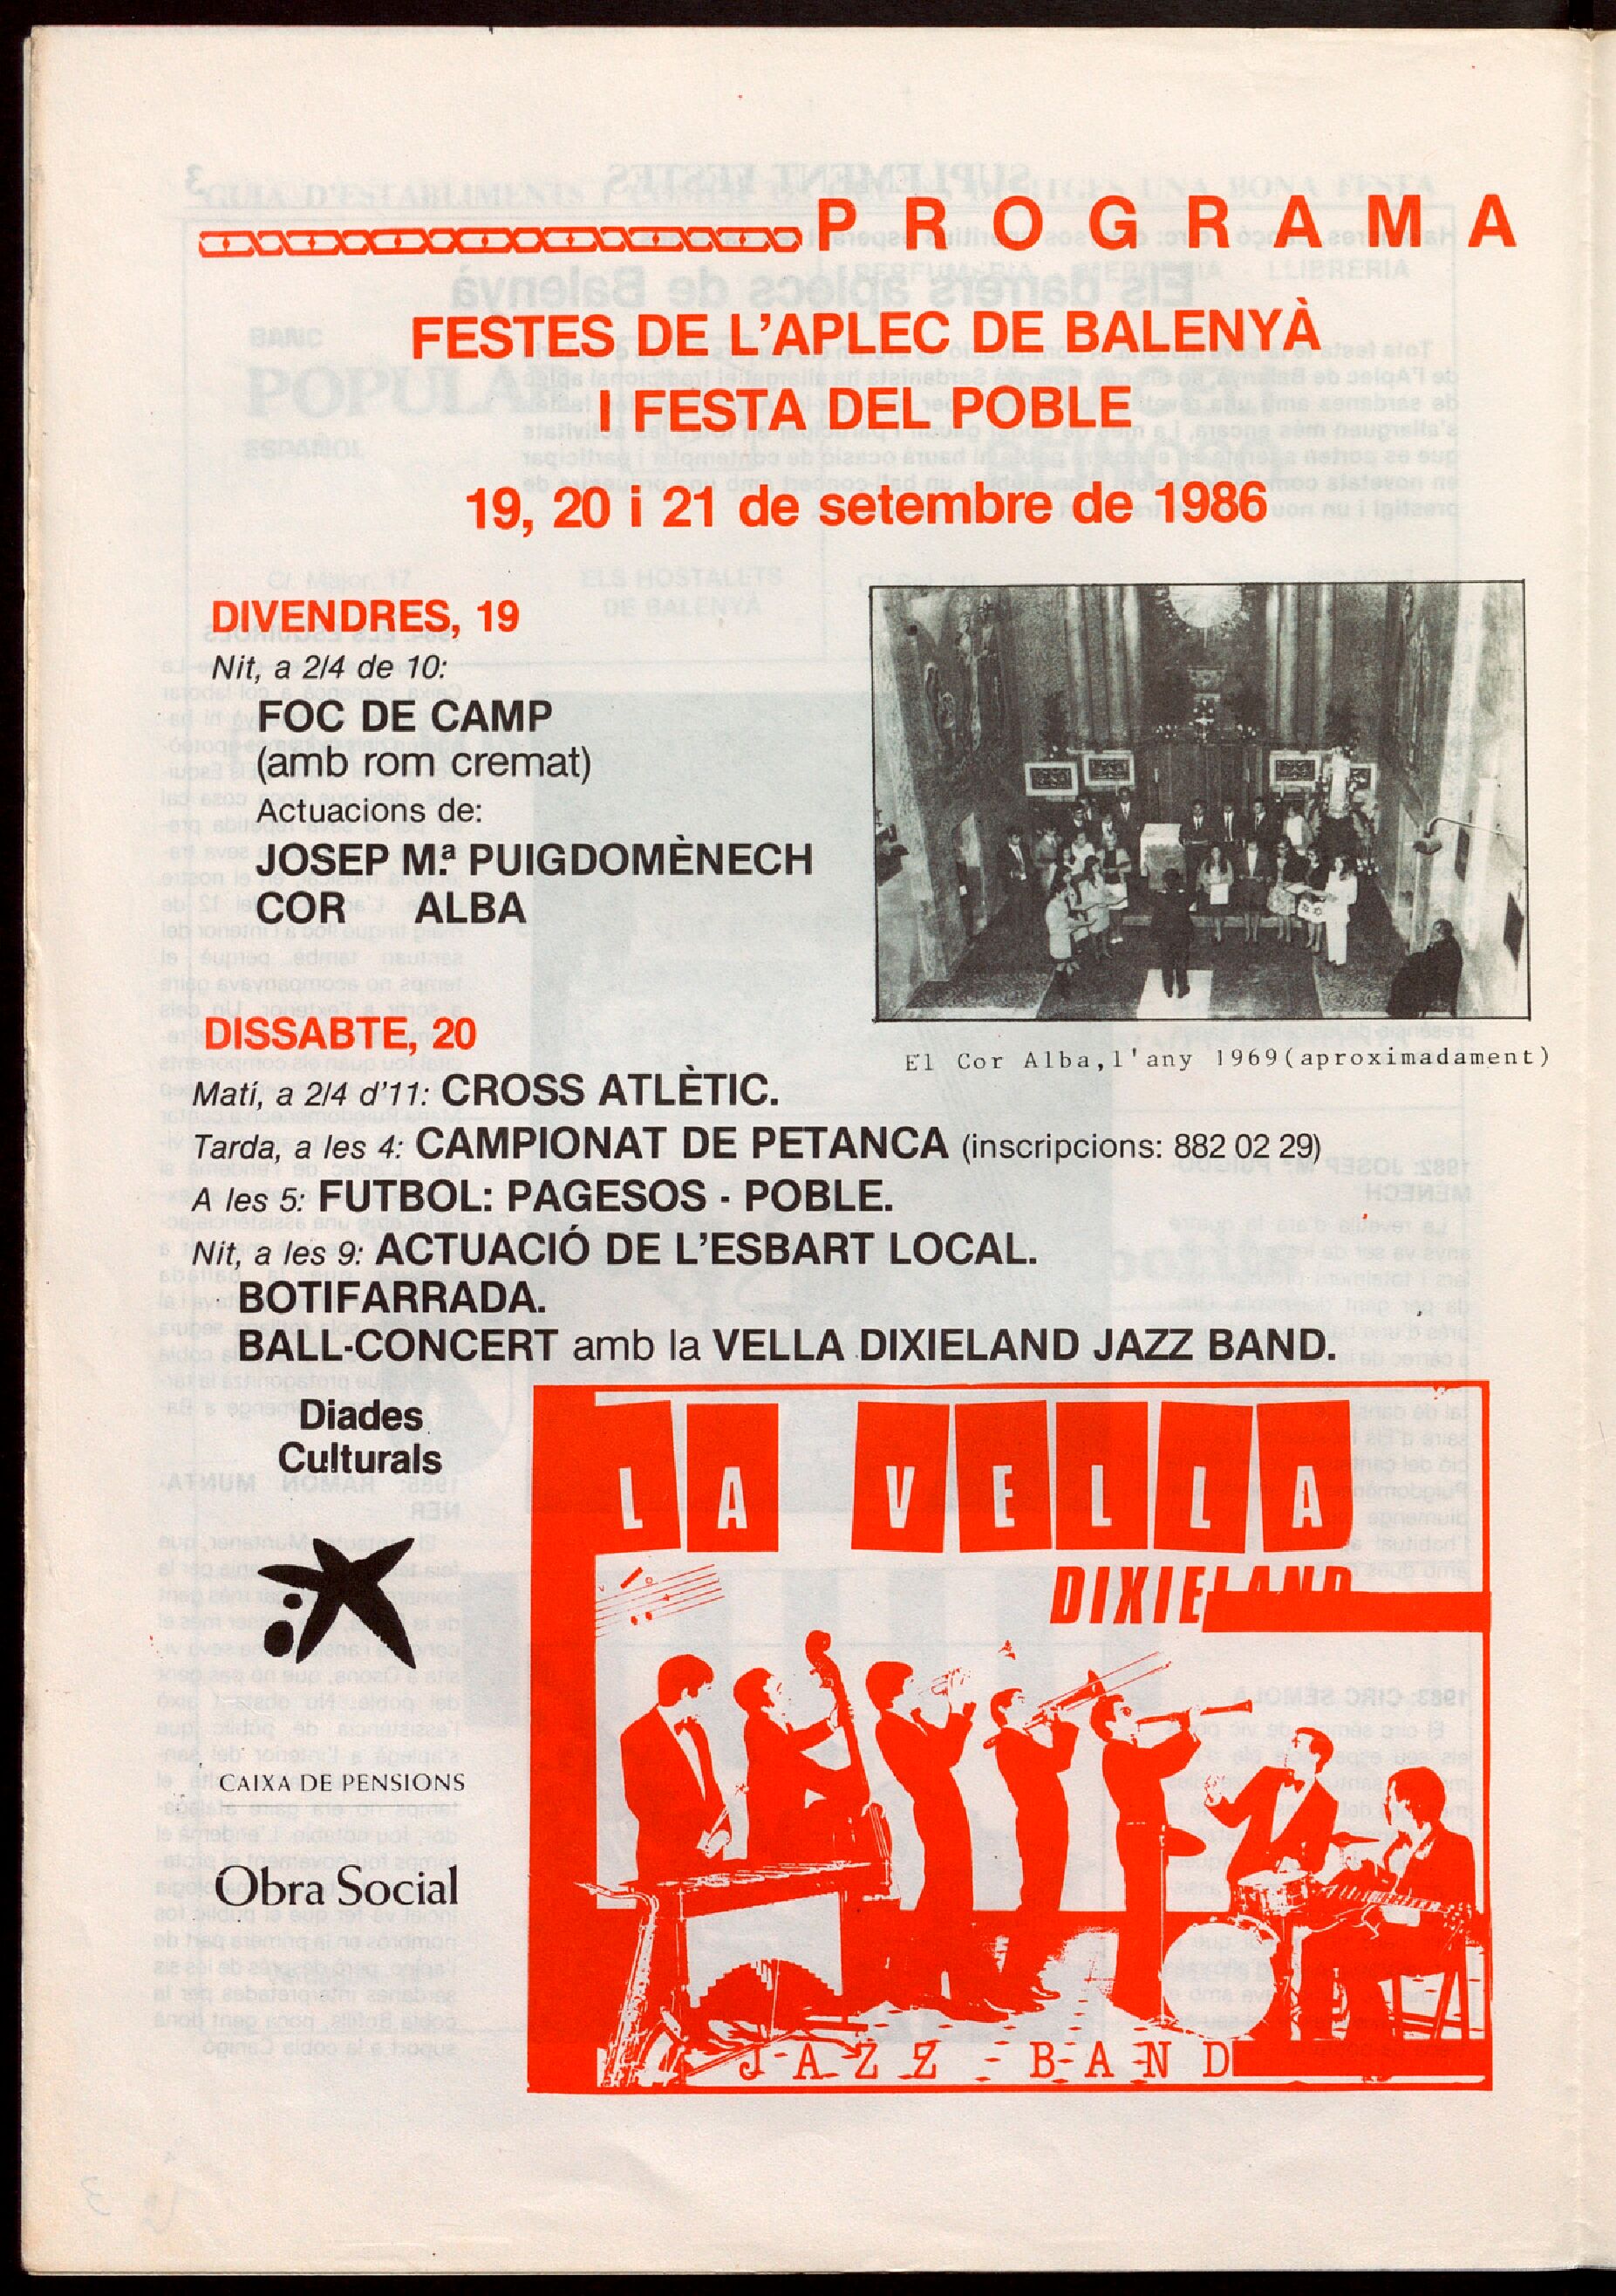 PROGRAMA
FESTES DE L'APLEC DE BALENYÀ
I FESTA DEL POBLE
19, 20 i 21 de setembre de 1986
DIVENDRES, 19
Nit, a 2/4 de 10:
FOC DE CAMP
(amb rom cremat)
Actuacions de:
JOSEP Mª PUIGDOMÈNECH
COR ALBA
El Cor Alba, l'any 1969 (aproximadament)
DISSABTE, 20
Matí, a 2/4 d'11: CROSS ATLÈTIC.
Tarda, a les 4: CAMPIONAT DE PETANCA (inscripcions: 882 02 29)
A les 5: FUTBOL: PAGESOS - POBLE.
Nit, a les 9: ACTUACIÓ DE L'ESBART LOCAL.
BOTIFARRADA.
BALL-CONCERT amb la VELLA DIXIELAND JAZZ BAND.
Diades
Culturals
CAIXA DE PENSIONS
Obra Social
LA VELLA
DIXIELAND
JAZZ - BAND